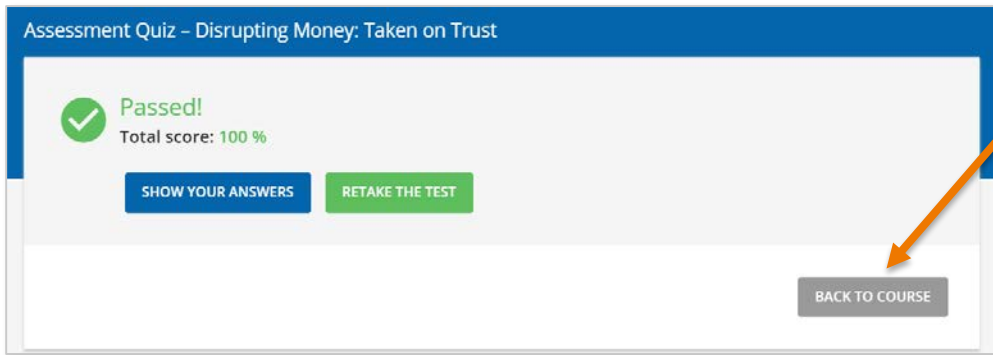 Assessment Quiz – Disrupting Money: Taken on Trust
Passed!
Total score: 100 %
SHOW YOUR ANSWERS
RETAKE THE TEST
BACK TO COURSE